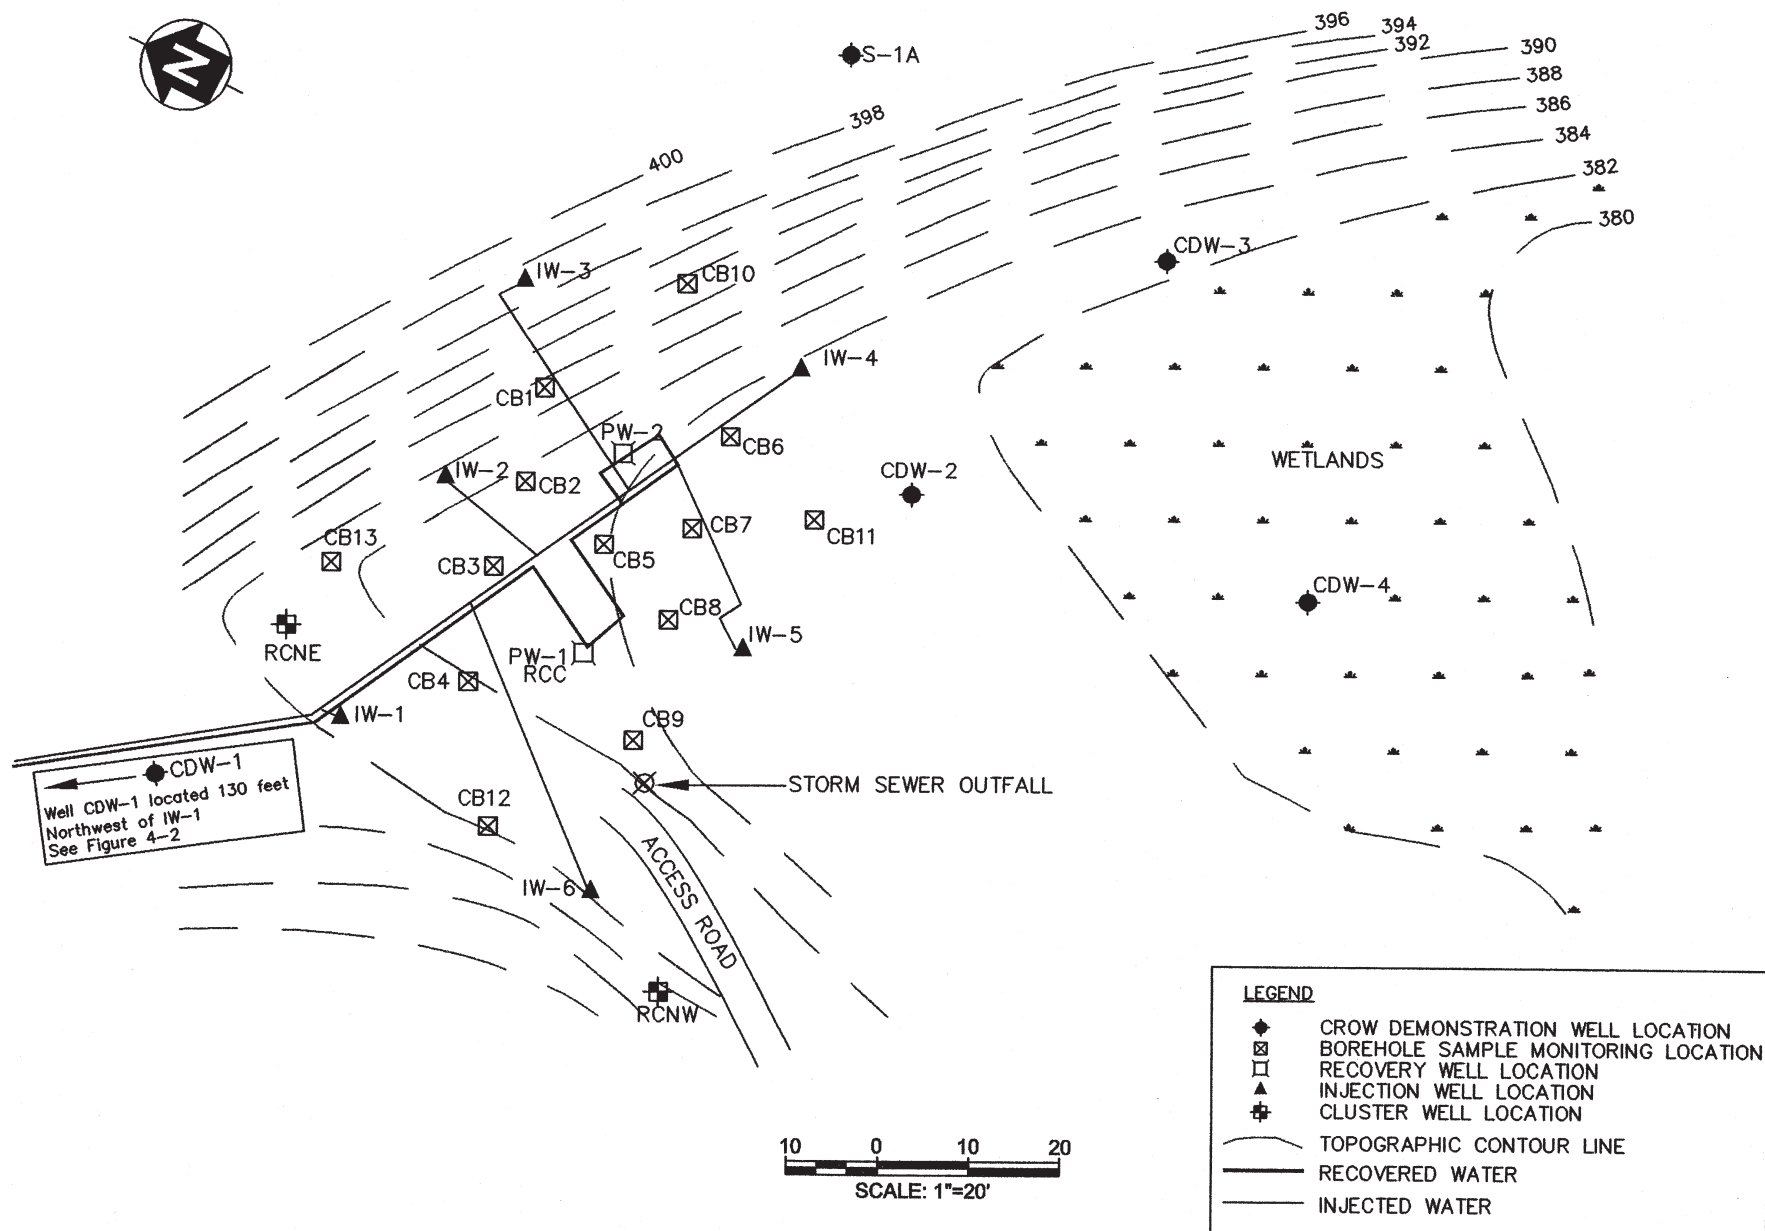 N
S-1A
396
394
392
390
388
386
384
382
380
398
400
CDW-3
IW-3
CB10
IW-4
CB1
PW-2
CB6
WETLANDS
CDW-2
IW-2
CB2
CB7
CB11
CB13
CB3
CB5
CDW-4
CB8
IW-5
RCNE
PW-1
RCC
CB4
IW-1
CB9
CDW-1
Well CDW-1 located 130 feet
Northwest of IW-1
See Figure 4-2
STORM SEWER OUTFALL
CB12
ACCESS ROAD
IW-6
RCNW
LEGEND
CROW DEMONSTRATION WELL LOCATION
BOREHOLE SAMPLE MONITORING LOCATION
RECOVERY WELL LOCATION
INJECTION WELL LOCATION
CLUSTER WELL LOCATION
TOPOGRAPHIC CONTOUR LINE
RECOVERED WATER
INJECTED WATER
10 0 10 20
SCALE: 1"=20'